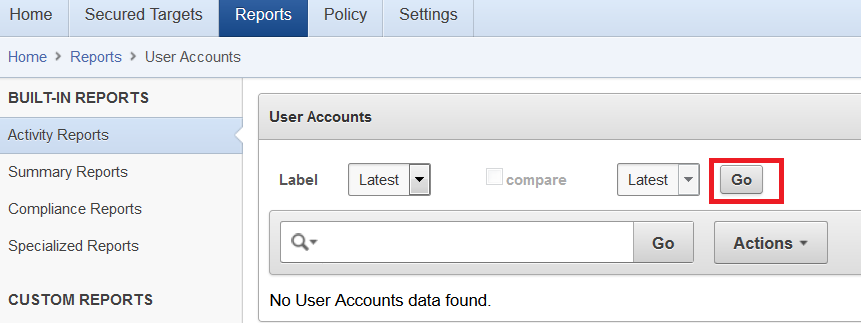 Home Secured Targets Reports Policy Settings
Home > Reports > User Accounts
BUILT-IN REPORTS
Activity Reports
Summary Reports
Compliance Reports
Specialized Reports
CUSTOM REPORTS
User Accounts
Label Latest compare Latest Go
Go Actions
No User Accounts data found.